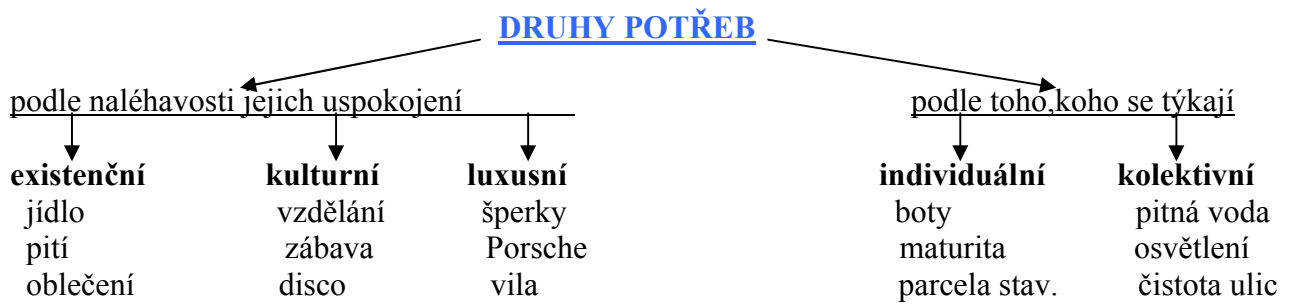 DRUHY POTŘEB
podle naléhavosti jejich uspokojení podle toho,koho se týkají
existenční kulturní luxusní individuální kolektivní
jídlo vzdělání šperky boty pitná voda
pití zábava Porsche maturita osvětlení
oblečení disco vila parcela stav. čistota ulic